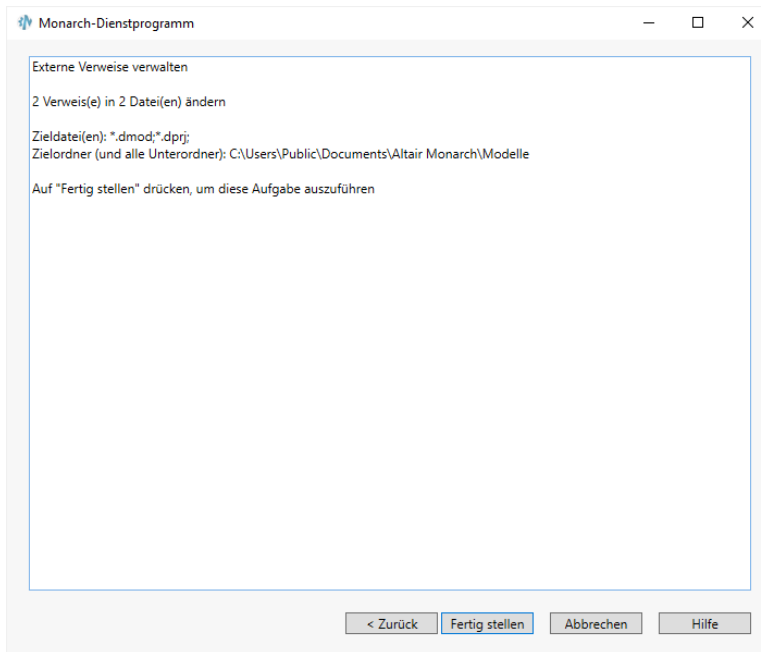 Monarch-Dienstprogramm
Externe Verweise verwalten
2 Verweis(e) in 2 Datei(en) ändern
Zieldatei(en): *.dmod;*.dprj;
Zielordner (und alle Unterordner): C:\Users\Public\Documents\Altair Monarch\Modelle
Auf "Fertig stellen" drücken, um diese Aufgabe auszuführen
< Zurück Fertig stellen Abbrechen Hilfe